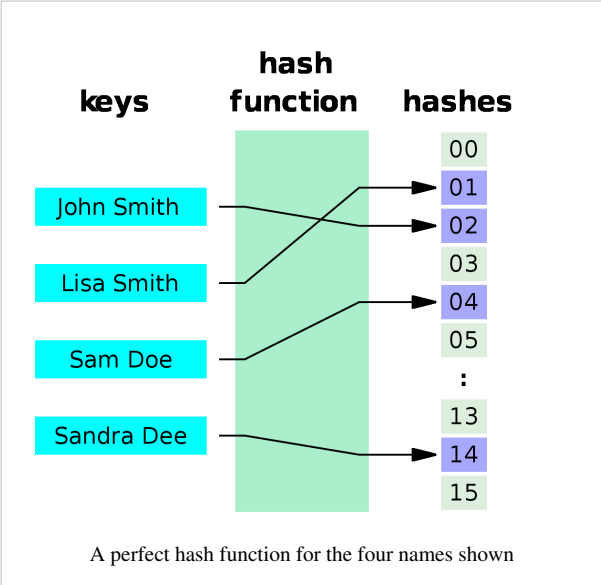 keys
hash
function
hashes
John Smith
Lisa Smith
Sam Doe
Sandra Dee
00
01
02
03
04
05
:
13
14
15
A perfect hash function for the four names shown